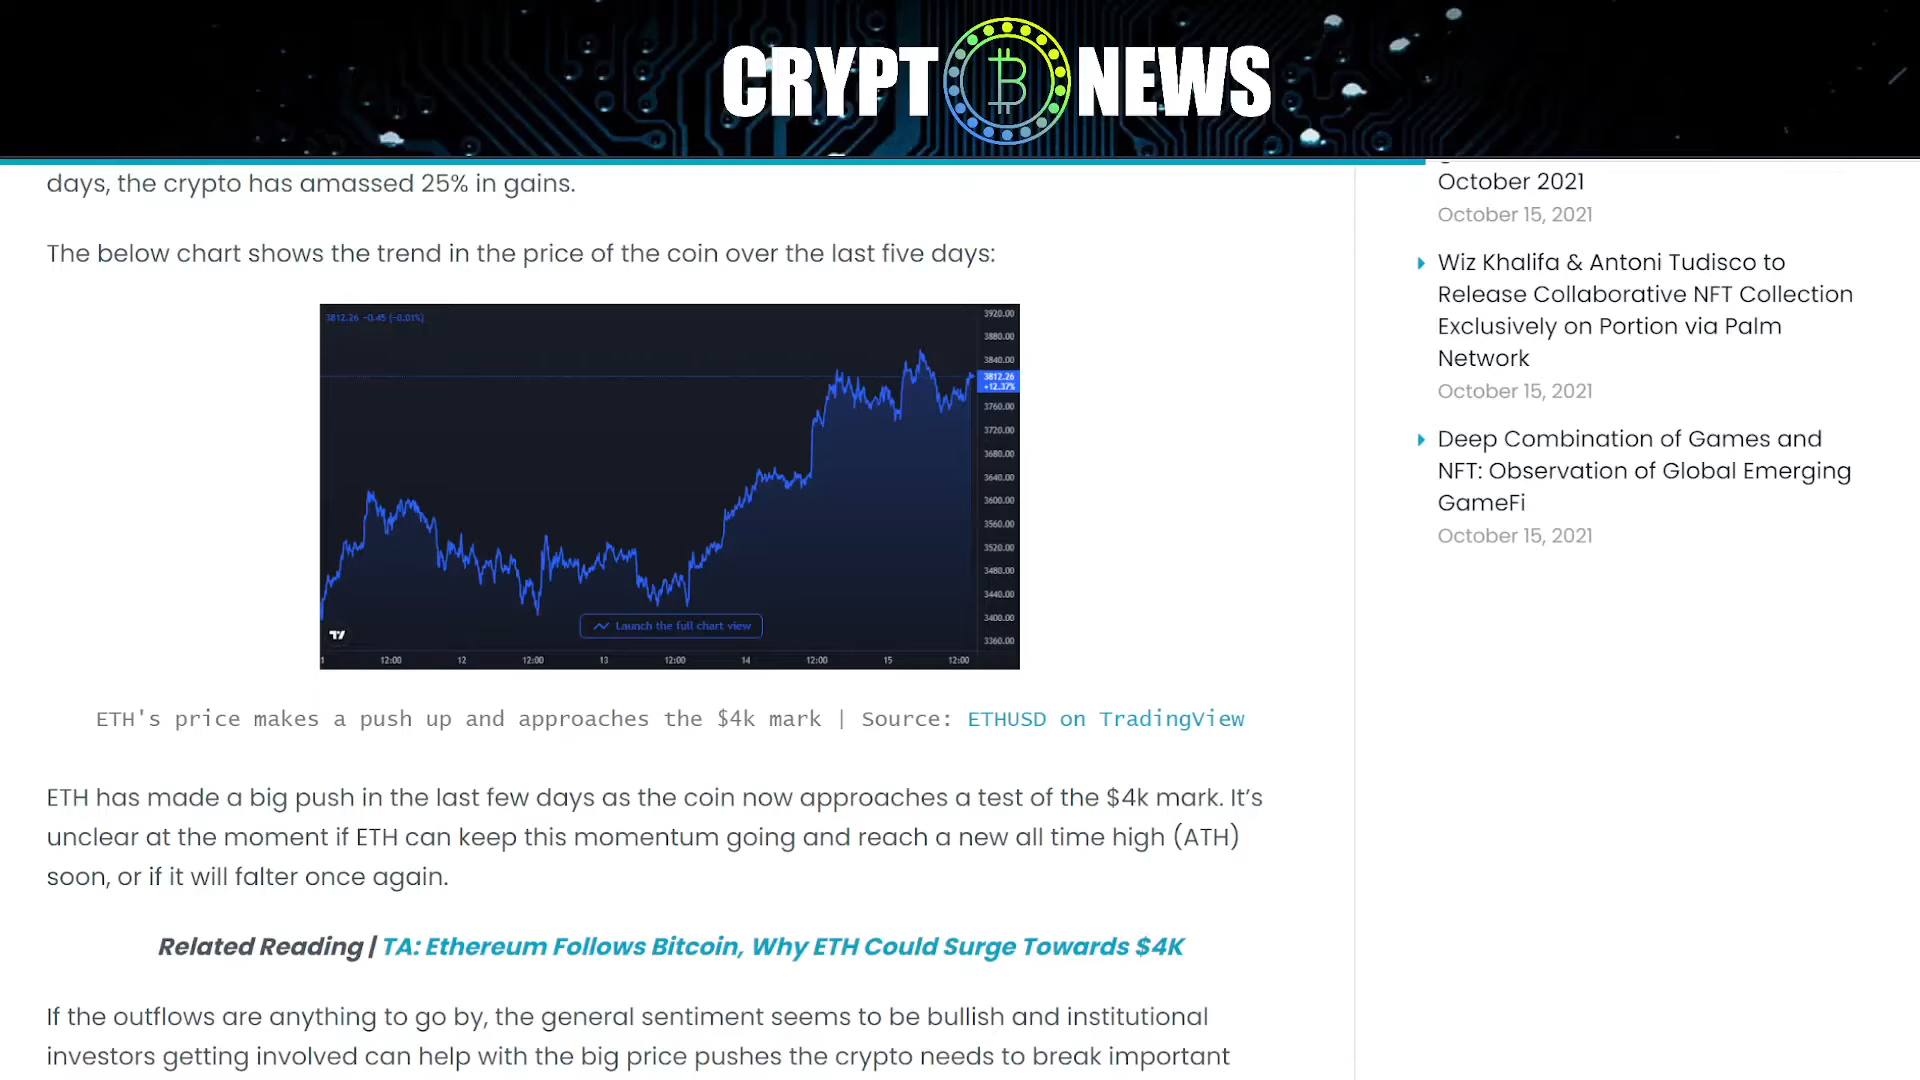 CRYPT NEWS
days, the crypto has amassed 25% in gains.
The below chart shows the trend in the price of the coin over the last five days:
3812.26 −0.45 (−0.01%)
3920.00
3880.00
3840.00
3812.26
+12.37%
3760.00
3720.00
3680.00
3640.00
3600.00
3560.00
3520.00
3480.00
3440.00
3400.00
3360.00
Launch the full chart view
1 12:00 12 12:00 13 12:00 14 12:00 15 12:00
ETH's price makes a push up and approaches the $4k mark | Source: ETHUSD on TradingView
ETH has made a big push in the last few days as the coin now approaches a test of the $4k mark. It’s
unclear at the moment if ETH can keep this momentum going and reach a new all time high (ATH)
soon, or if it will falter once again.
Related Reading | TA: Ethereum Follows Bitcoin, Why ETH Could Surge Towards $4K
If the outflows are anything to go by, the general sentiment seems to be bullish and institutional
investors getting involved can help with the big price pushes the crypto needs to break important
October 2021
October 15, 2021
Wiz Khalifa & Antoni Tudisco to
Release Collaborative NFT Collection
Exclusively on Portion via Palm
Network
October 15, 2021
Deep Combination of Games and
NFT: Observation of Global Emerging
GameFi
October 15, 2021